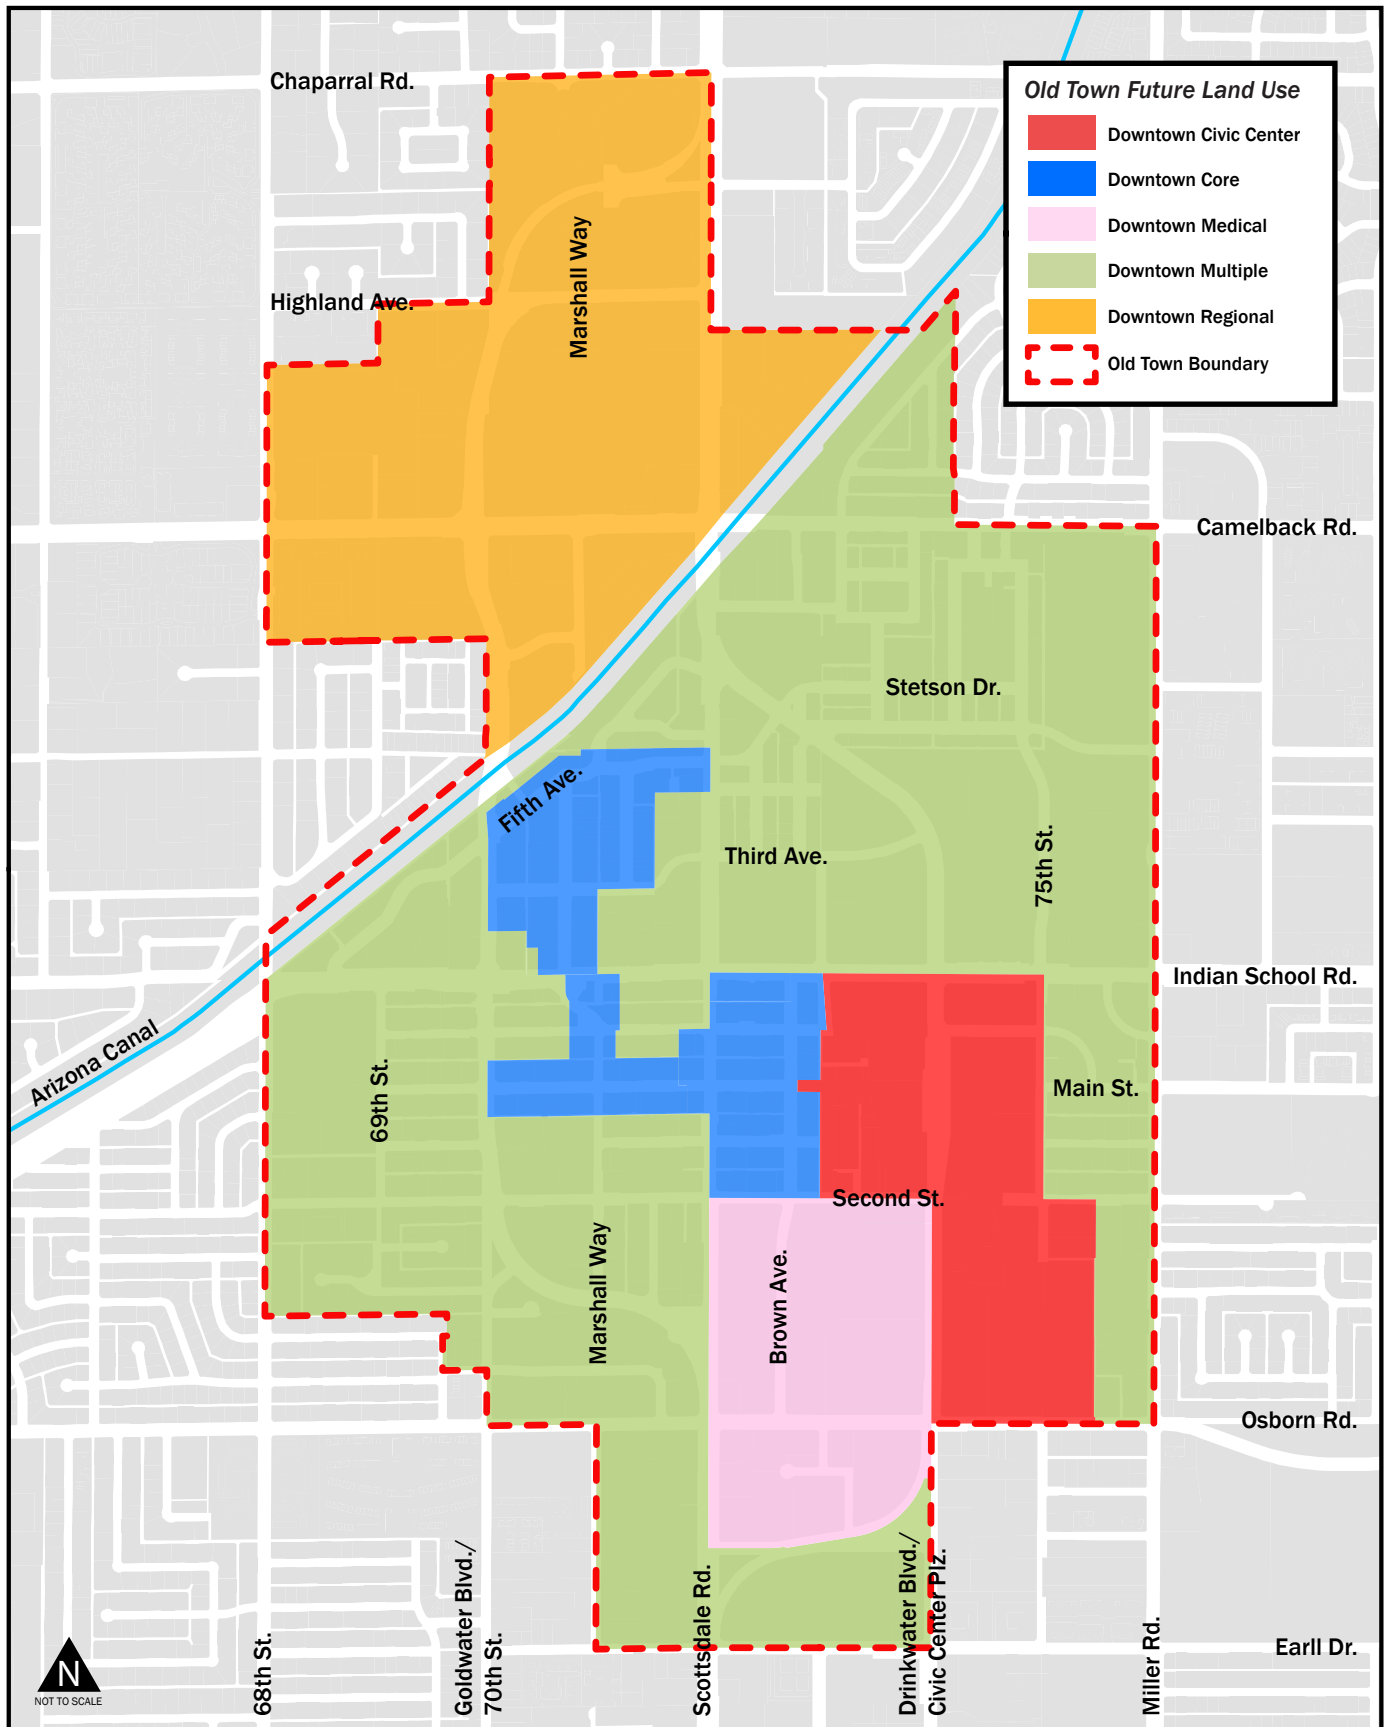 Chaparral Rd.
Old Town Future Land Use
Downtown Civic Center
Downtown Core
Downtown Medical
Downtown Multiple
Downtown Regional
Old Town Boundary
Marshall Way
Highland Ave.
Camelback Rd.
Stetson Dr.
Fifth Ave.
Third Ave.
75th St.
Indian School Rd.
Arizona Canal
69th St.
Main St.
Second St.
Marshall Way
Brown Ave.
Osborn Rd.
Goldwater Blvd./
70th St.
Scottsdale Rd.
Drinkwater Blvd./
Civic Center Plz.
68th St.
Miller Rd.
Earll Dr.
N
NOT TO SCALE